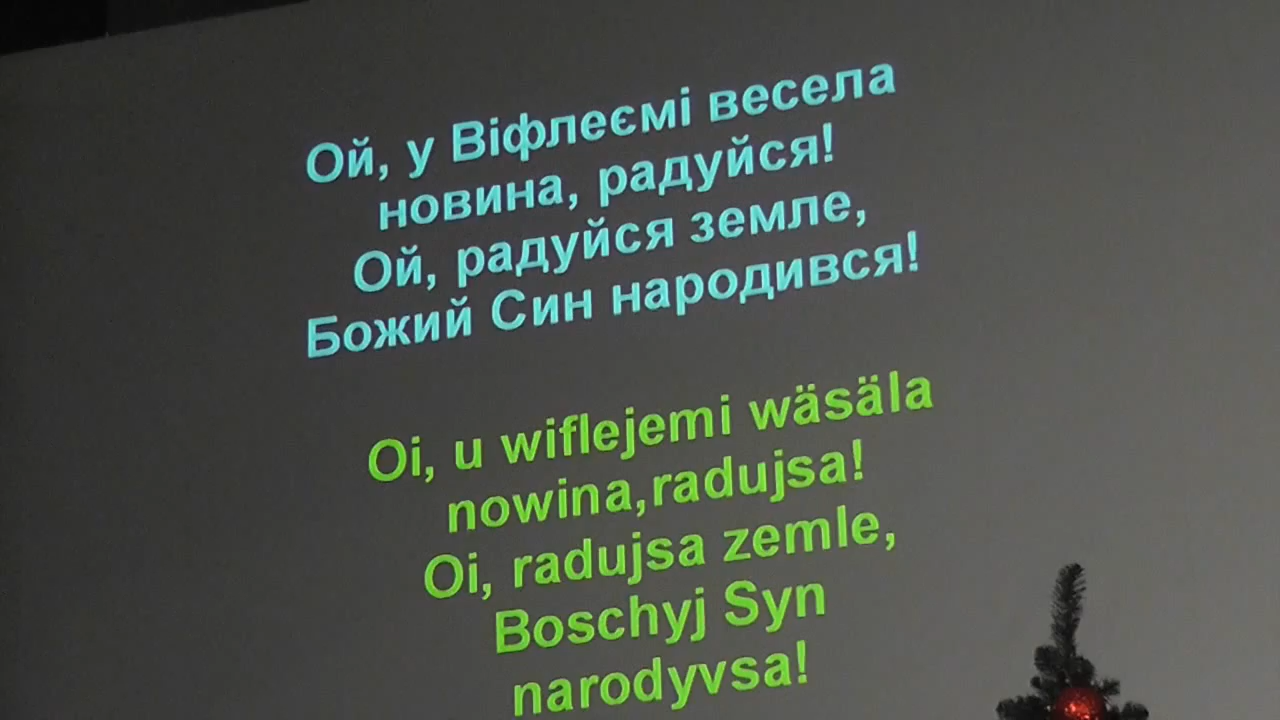 Ой, у Віфлеємі весела
новина, радуйся!
Ой, радуйся земле,
Божий Син народився!
Oi, u wiflejemi wäsäla
nowina,radujsa!
Oi, radujsa zemle,
Boschyj Syn
narodyvsa!